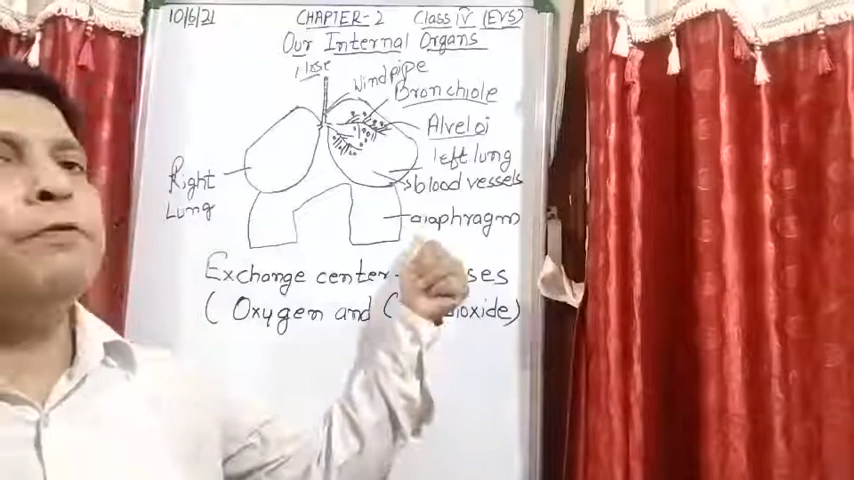 10/6/21 CHAPTER-2 Class IV (EVS)
Our Internal Organs
Nose
Windpipe
Bronchiole
Alveloi
left lung
Right
Lung
blood vessels
diaphragm
Exchange center
(Oxygen and